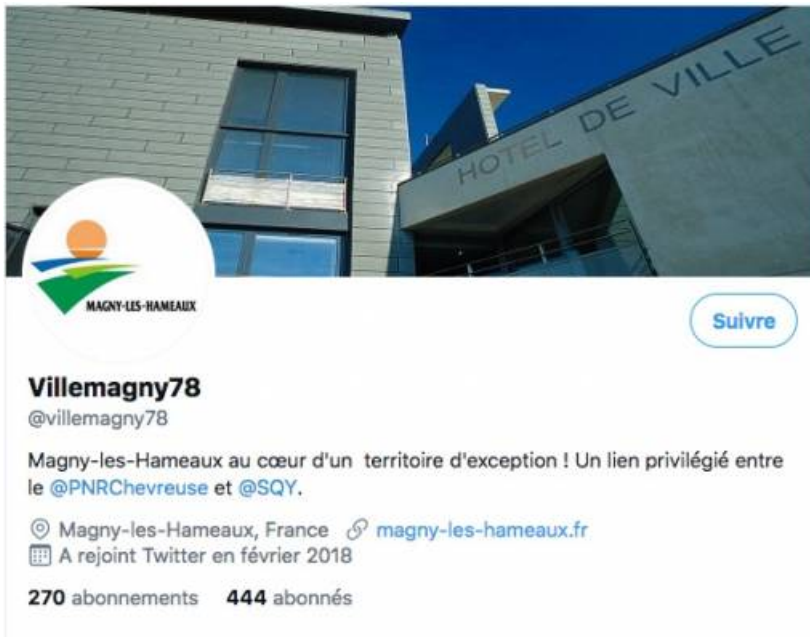 HOTEL DE VILLE
MAGNY-LES-HAMEAUX
Suivre
Villemagny78
@villemagny78
Magny-les-Hameaux au cœur d'un  territoire d'exception ! Un lien privilégié entre
le @PNRChevreuse et @SQY.
Magny-les-Hameaux, France magny-les-hameaux.fr
A rejoint Twitter en février 2018
270 abonnements 444 abonnés